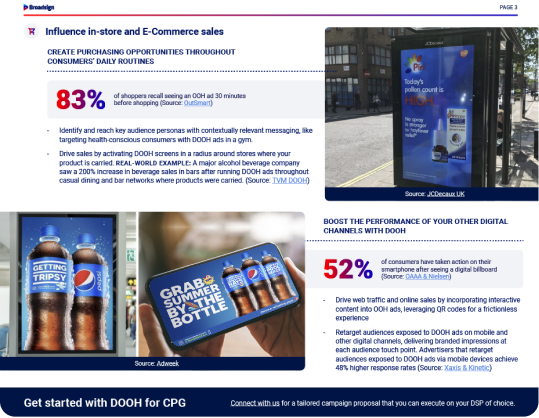 Broadsign
PAGE 3
Influence in-store and E-Commerce sales
CREATE PURCHASING OPPORTUNITIES THROUGHOUT
CONSUMERS' DAILY ROUTINES
83%
of shoppers recall seeing an OOH ad 30 minutes
before shopping (Source: OutSmart)
- Identify and reach key audience personas with contextually relevant messaging, like
targeting health-conscious consumers with DOOH ads in a gym.
- Drive sales by activating DOOH screens in a radius around stores where your
product is carried. REAL-WORLD EXAMPLE: A major alcohol beverage company
saw a 200% increase in beverage sales in bars after running DOOH ads throughout
casual dining and bar networks where products were carried. (Source: TVM DOOH)
JCDecaux
Today's
pollen count is
HIGH
No spray
is stronger
for hayfever
relief*
Source: JCDecaux UK
GETTING
TRIPSY
pepsi
GRAB
SUMMER
BY THE
BOTTLE
Source: Adweek
BOOST THE PERFORMANCE OF YOUR OTHER DIGITAL
CHANNELS WITH DOOH
52%
of consumers have taken action on their
smartphone after seeing a digital billboard
(Source: OAAA & Nielsen)
- Drive web traffic and online sales by incorporating interactive
content into OOH ads, leveraging QR codes for a frictionless
experience
- Retarget audiences exposed to DOOH ads on mobile and
other digital channels, delivering branded impressions at
each audience touch point. Advertisers that retarget
audiences exposed to DOOH ads via mobile devices achieve
48% higher response rates (Source: Xaxis & Kinetic)
Get started with DOOH for CPG
Connect with us for a tailored campaign proposal that you can execute on your DSP of choice.